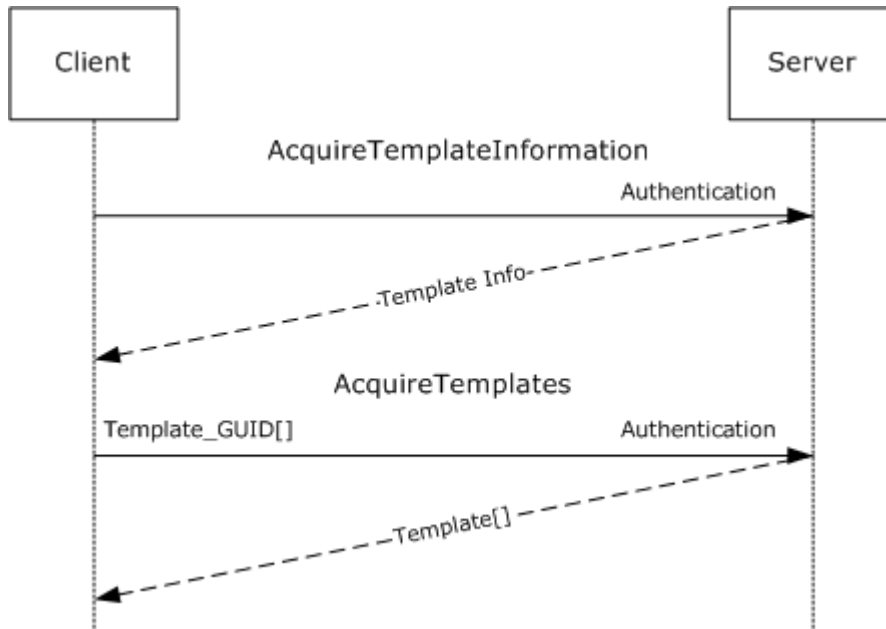 Client
Server
AcquireTemplateInformation
Authentication
Template Info
AcquireTemplates
Template_GUID[]
Authentication
Template[]